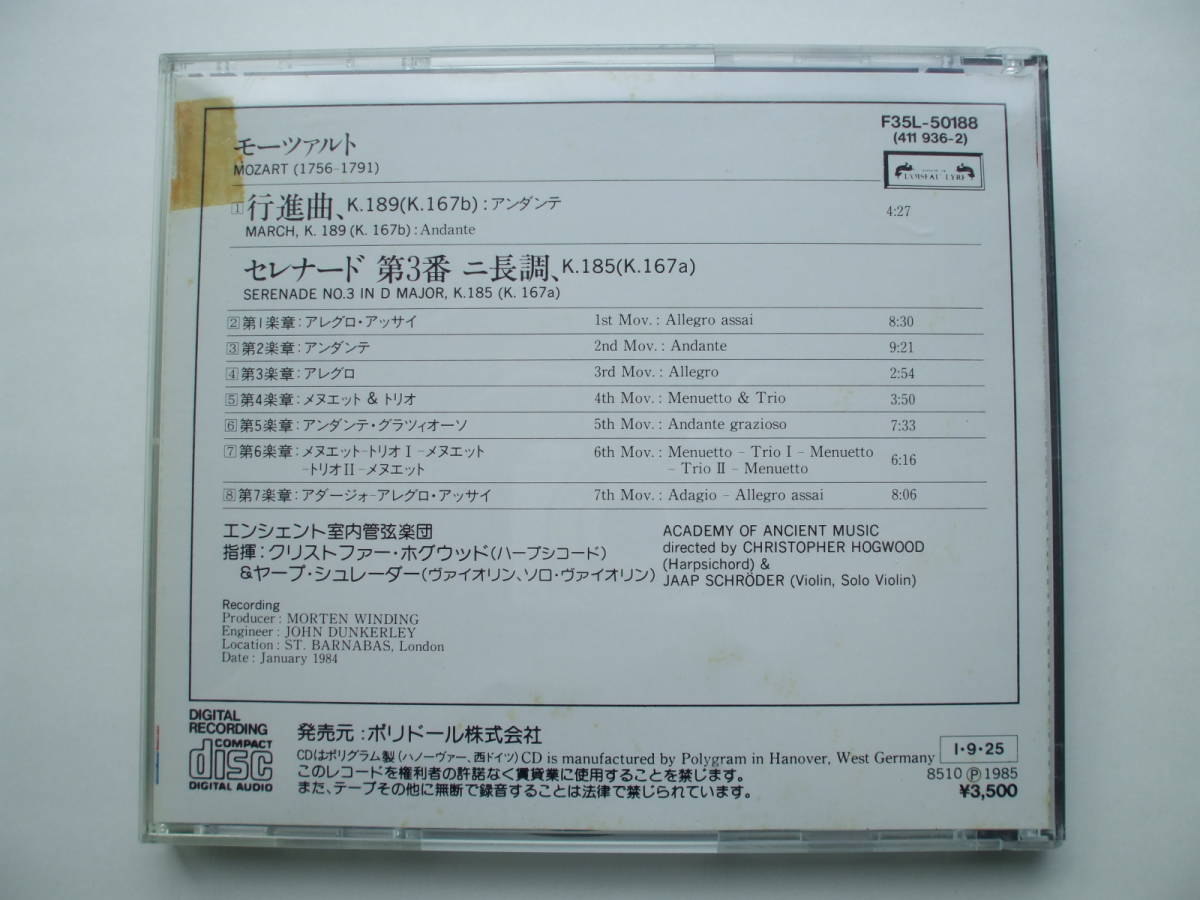 F35L-50188
(411 936-2)
モーツァルト
MOZART (1756-1791)
L'OISEAU-LYRE
1 行進曲、K.189(K.167b):アンダンテ 4:27
MARCH, K. 189 (K. 167b) : Andante
セレナード 第3番 ニ長調、K.185(K.167a)
SERENADE NO.3 IN D MAJOR, K.185 (K. 167a)
2 第1楽章:アレグロ・アッサイ 1st Mov. : Allegro assai 8:30
3 第2楽章:アンダンテ 2nd Mov. : Andante 9:21
4 第3楽章:アレグロ 3rd Mov. : Allegro 2:54
5 第4楽章:メヌエット & トリオ 4th Mov. : Menuetto & Trio 3:50
6 第5楽章:アンダンテ・グラツィオーソ 5th Mov. : Andante grazioso 7:33
7 第6楽章:メヌエット-トリオⅠ-メヌエット 6th Mov. : Menuetto - Trio Ⅰ - Menuetto 6:16
-トリオⅡ-メヌエット - Trio Ⅱ - Menuetto
8 第7楽章:アダージォ-アレグロ・アッサイ 7th Mov. : Adagio - Allegro assai 8:06
エンシェント室内管弦楽団
指揮:クリストファー・ホグウッド(ハープシコード)
&ヤープ・シュレーダー(ヴァイオリン、ソロ・ヴァイオリン)
ACADEMY OF ANCIENT MUSIC
directed by CHRISTOPHER HOGWOOD
(Harpsichord) &
JAAP SCHRÖDER (Violin, Solo Violin)
Recording
Producer : MORTEN WINDING
Engineer : JOHN DUNKERLEY
Location : ST. BARNABAS, London
Date : January 1984
DIGITAL
RECORDING
COMPACT
disc
DIGITAL AUDIO
発売元:ポリドール株式会社
CDはポリグラム製(ハノーヴァー、西ドイツ) CD is manufactured by Polygram in Hanover, West Germany
このレコードを権利者の許諾なく賃貸業に使用することを禁じます。
また、テープその他に無断で録音することは法律で禁じられています。
I・9・25
8510 Ⓟ 1985
¥3,500